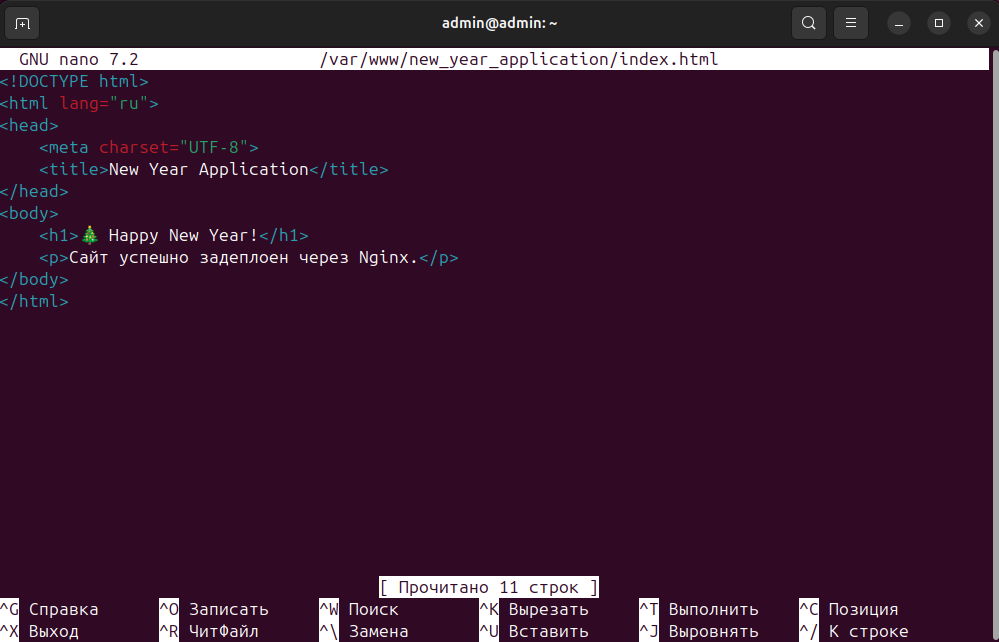 admin@admin: ~
GNU nano 7.2 /var/www/new_year_application/index.html
<!DOCTYPE html>
<html lang="ru">
<head>
    <meta charset="UTF-8">
    <title>New Year Application</title>
</head>
<body>
    <h1>🎄 Happy New Year!</h1>
    <p>Сайт успешно задеплоен через Nginx.</p>
</body>
</html>
[ Прочитано 11 строк ]
^G Справка ^O Записать ^W Поиск ^K Вырезать ^T Выполнить ^C Позиция
^X Выход ^R ЧитФайл ^\ Замена ^U Вставить ^J Выровнять ^/ К строке